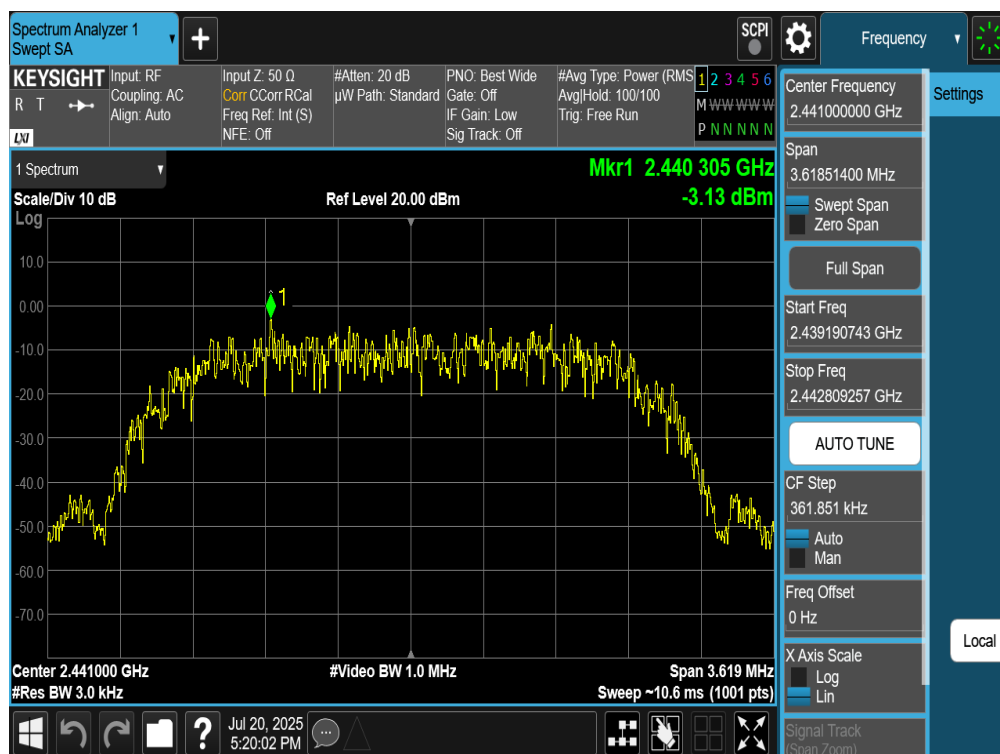 Spectrum Analyzer 1
Swept SA
SCPI
Frequency
KEYSIGHT
R T
LXI
Input: RF
Coupling: AC
Align: Auto
Input Z: 50 Ω
Corr CCorr RCal
Freq Ref: Int (S)
NFE: Off
#Atten: 20 dB
µW Path: Standard
PNO: Best Wide
Gate: Off
IF Gain: Low
Sig Track: Off
#Avg Type: Power (RMS
Avg|Hold: 100/100
Trig: Free Run
1 2 3 4 5 6
M W W W W W
P N N N N N
1 Spectrum
Mkr1 2.440 305 GHz
-3.13 dBm
Scale/Div 10 dB
Ref Level 20.00 dBm
Log
10.0
0.00
-10.0
-20.0
-30.0
-40.0
-50.0
-60.0
-70.0
1
Center 2.441000 GHz
#Video BW 1.0 MHz
Span 3.619 MHz
#Res BW 3.0 kHz
Sweep ~10.6 ms (1001 pts)
Center Frequency
2.441000000 GHz
Span
3.61851400 MHz
Swept Span
Zero Span
Full Span
Start Freq
2.439190743 GHz
Stop Freq
2.442809257 GHz
AUTO TUNE
CF Step
361.851 kHz
Auto
Man
Freq Offset
0 Hz
X Axis Scale
Log
Lin
Signal Track
(Span Zoom)
Settings
Local
?
Jul 20, 2025
5:20:02 PM